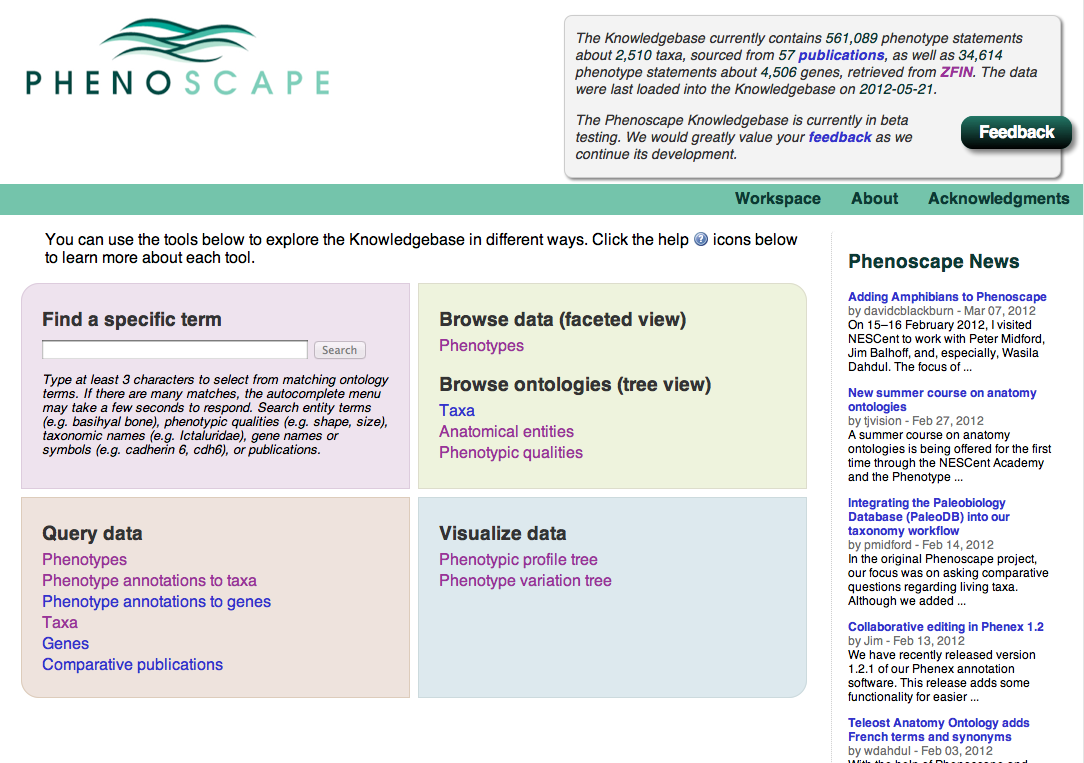 PHENOSCAPE
The Knowledgebase currently contains 561,089 phenotype statements
about 2,510 taxa, sourced from 57 publications, as well as 34,614
phenotype statements about 4,506 genes, retrieved from ZFIN. The data
were last loaded into the Knowledgebase on 2012-05-21.
The Phenoscape Knowledgebase is currently in beta
testing. We would greatly value your feedback as we
continue its development.
Feedback
Workspace About Acknowledgments
You can use the tools below to explore the Knowledgebase in different ways. Click the help ? icons below
to learn more about each tool.
Find a specific term
Search
Type at least 3 characters to select from matching ontology
terms. If there are many matches, the autocomplete menu
may take a few seconds to respond. Search entity terms
(e.g. basihyal bone), phenotypic qualities (e.g. shape, size),
taxonomic names (e.g. Ictaluridae), gene names or
symbols (e.g. cadherin 6, cdh6), or publications.
Browse data (faceted view)
Phenotypes
Browse ontologies (tree view)
Taxa
Anatomical entities
Phenotypic qualities
Query data
Phenotypes
Phenotype annotations to taxa
Phenotype annotations to genes
Taxa
Genes
Comparative publications
Visualize data
Phenotypic profile tree
Phenotype variation tree
Phenoscape News
Adding Amphibians to Phenoscape
by davidcblackburn - Mar 07, 2012
On 15–16 February 2012, I visited
NESCent to work with Peter Midford,
Jim Balhoff, and, especially, Wasila
Dahdul. The focus of ...
New summer course on anatomy
ontologies
by tjvision - Feb 27, 2012
A summer course on anatomy
ontologies is being offered for the first
time through the NESCent Academy
and the Phenotype ...
Integrating the Paleobiology
Database (PaleoDB) into our
taxonomy workflow
by pmidford - Feb 14, 2012
In the original Phenoscape project,
our focus was on asking comparative
questions regarding living taxa.
Although we added ...
Collaborative editing in Phenex 1.2
by Jim - Feb 13, 2012
We have recently released version
1.2.1 of our Phenex annotation
software. This release adds some
functionality for easier ...
Teleost Anatomy Ontology adds
French terms and synonyms
by wdahdul - Feb 03, 2012
With the help of Phenoscape and